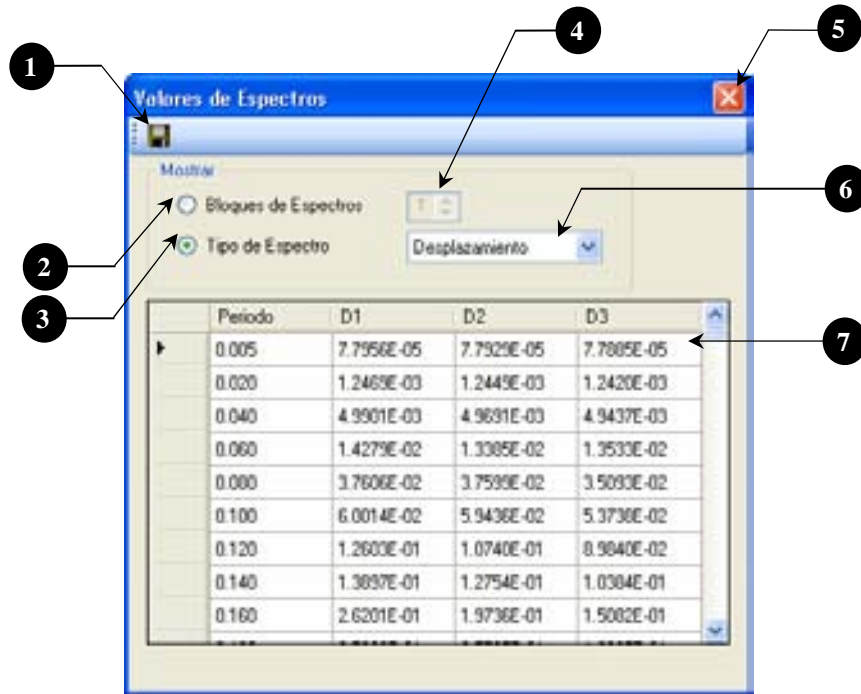 4
5
1
Valores de Espectros
Mostrar
6
Bloques de Espectros 1
2
Tipo de Espectro Desplazamiento
3
Periodo D1 D2 D3
7
0.005 7.7956E-05 7.7929E-05 7.7885E-05
0.020 1.2469E-03 1.2449E-03 1.2420E-03
0.040 4.9901E-03 4.9691E-03 4.9437E-03
0.060 1.4279E-02 1.3385E-02 1.3533E-02
0.080 3.7606E-02 3.7599E-02 3.5093E-02
0.100 6.0014E-02 5.9436E-02 5.3738E-02
0.120 1.2603E-01 1.0740E-01 8.9840E-02
0.140 1.3897E-01 1.2754E-01 1.0384E-01
0.160 2.6201E-01 1.9736E-01 1.5082E-01